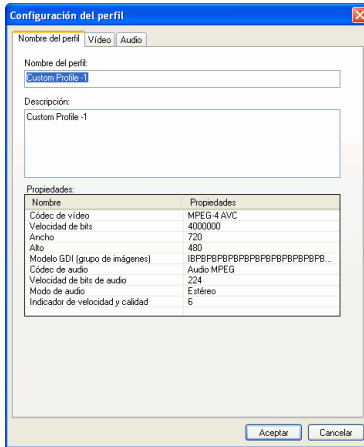 Configuración del perfil
Nombre del perfil Vídeo Audio
Nombre del perfil:
Custom Profile -1
Descripción:
Custom Profile -1
Propiedades:
Nombre Propiedades
Códec de vídeo MPEG-4 AVC
Velocidad de bits 4000000
Ancho 720
Alto 480
Modelo GDI (grupo de imágenes) IBPBPBPBPBPBPBPBPBPBPBPBPB...
Códec de audio Audio MPEG
Velocidad de bits de audio 224
Modo de audio Estéreo
Indicador de velocidad y calidad 6
Aceptar Cancelar